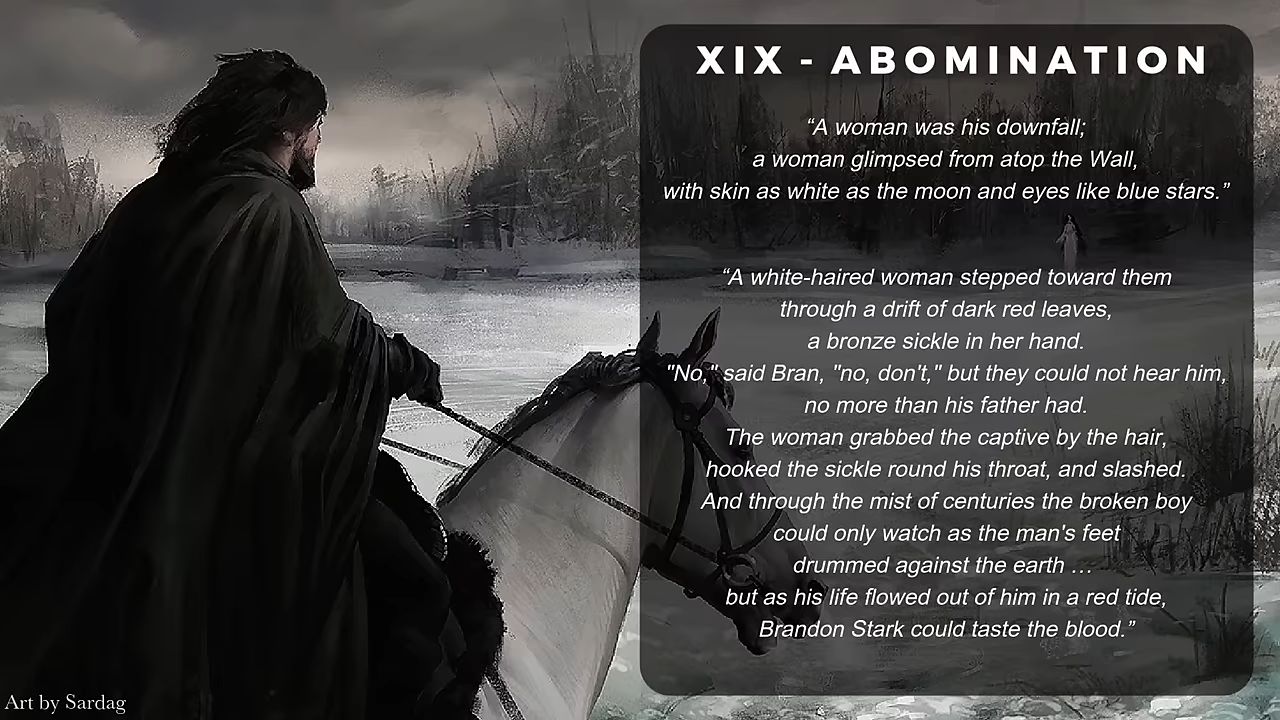 XIX - ABOMINATION
“A woman was his downfall;
a woman glimpsed from atop the Wall,
with skin as white as the moon and eyes like blue stars.”
“A white-haired woman stepped toward them
through a drift of dark red leaves,
a bronze sickle in her hand.
"No," said Bran, "no, don't," but they could not hear him,
no more than his father had.
The woman grabbed the captive by the hair,
hooked the sickle round his throat, and slashed.
And through the mist of centuries the broken boy
could only watch as the man's feet
drummed against the earth …
but as his life flowed out of him in a red tide,
Brandon Stark could taste the blood.”
Art by Sardag